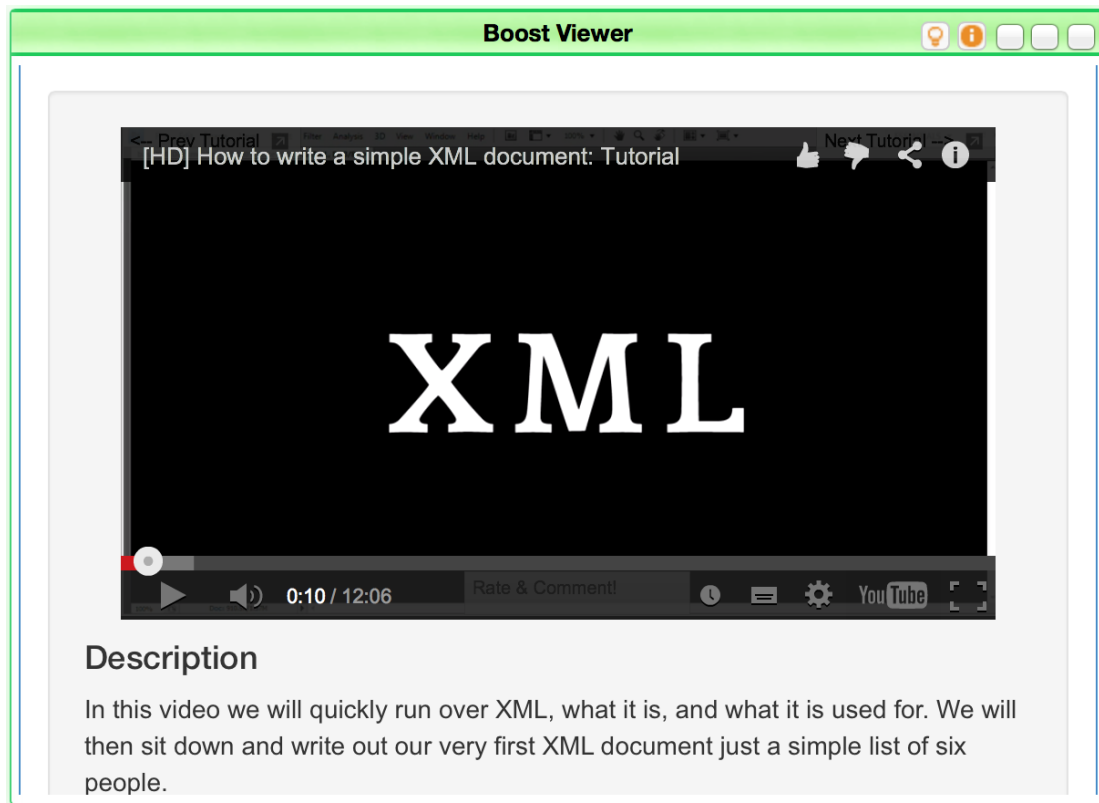 Boost Viewer
<-- Prev Tutorial
Next Tutorial -->
[HD] How to write a simple XML document: Tutorial
XML
Rate & Comment!
0:10 / 12:06
YouTube
Description
In this video we will quickly run over XML, what it is, and what it is used for. We will
then sit down and write out our very first XML document just a simple list of six
people.